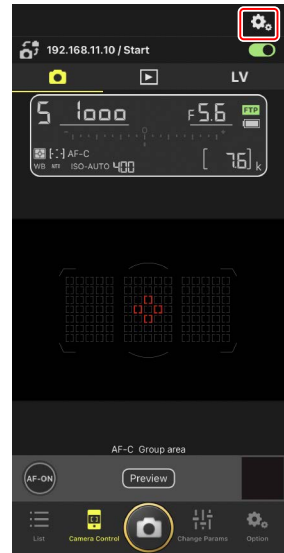 192.168.11.10 / Start
LV
S 1000 F 5.6 FTP
AF-C [ 7.6] k
WB ISO-AUTO 400
AF-C Group area
AF-ON Preview
List Camera Control Change Params Option